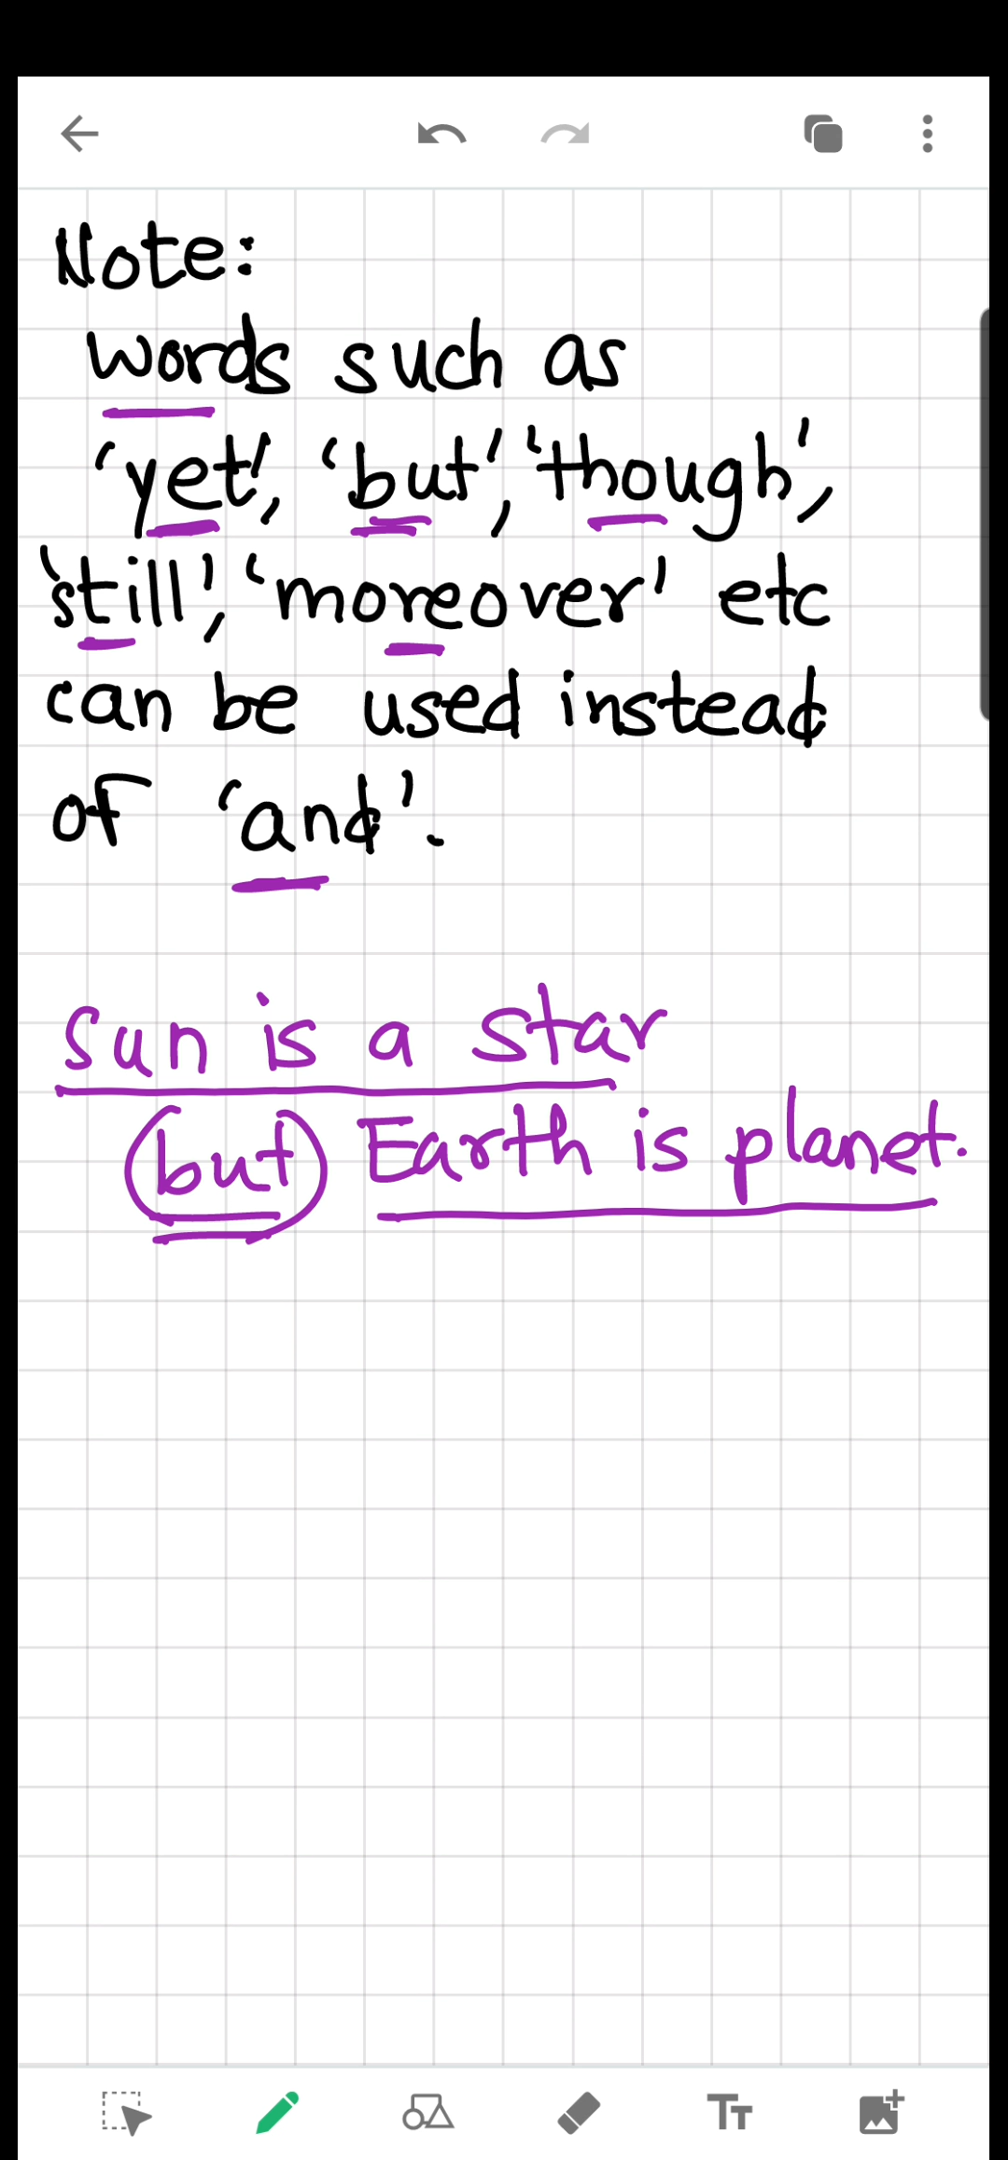 Note:
words such as
'yet', 'but', 'though',
'still', 'moreover' etc
can be used instead
of 'and'.
Sun is a star
but Earth is planet.
Tт